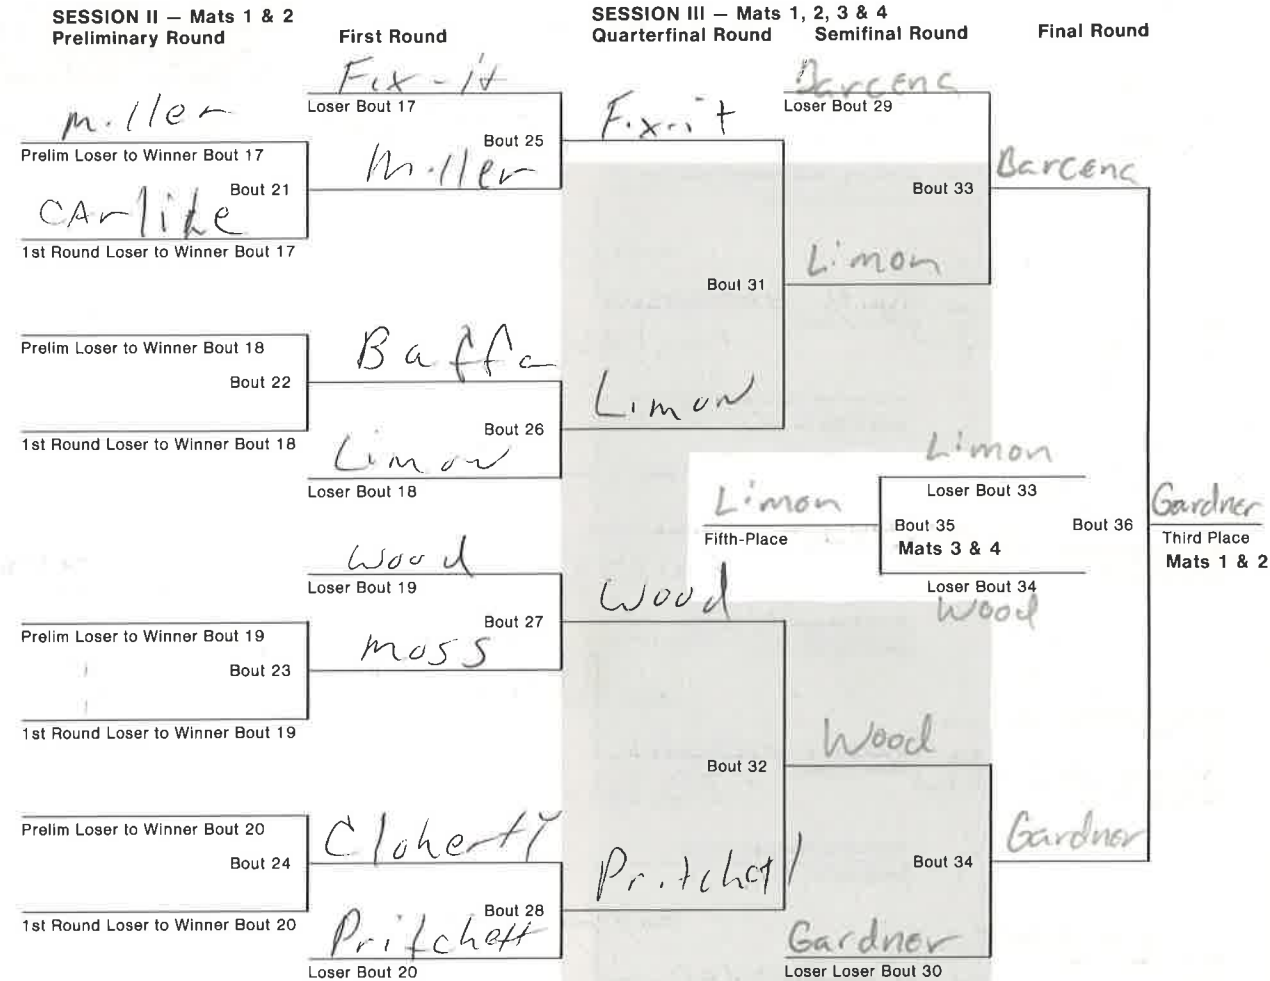 SESSION II — Mats 1 & 2
Preliminary Round
First Round
SESSION III — Mats 1, 2, 3 & 4
Quarterfinal Round
Semifinal Round
Final Round
Fix-it
Loser Bout 17
Barcena
Loser Bout 29
Miller
Prelim Loser to Winner Bout 17
Bout 25
Fix-it
Bout 21
Miller
Bout 33
Barcena
CArlile
1st Round Loser to Winner Bout 17
Limon
Bout 31
Prelim Loser to Winner Bout 18
Baffa
Bout 22
Limon
Bout 26
1st Round Loser to Winner Bout 18
Limon
Loser Bout 18
Limon
Loser Bout 33
Limon
Fifth-Place
Bout 35
Mats 3 & 4
Bout 36
Gardner
Third Place
Mats 1 & 2
Wood
Loser Bout 19
Loser Bout 34
Wood
Wood
Prelim Loser to Winner Bout 19
Bout 27
Moss
Bout 23
1st Round Loser to Winner Bout 19
Wood
Bout 32
Prelim Loser to Winner Bout 20
Cloherty
Bout 24
Pritchett
Gardner
Bout 34
1st Round Loser to Winner Bout 20
Bout 28
Pritchett
Loser Bout 20
Gardner
Loser Loser Bout 30